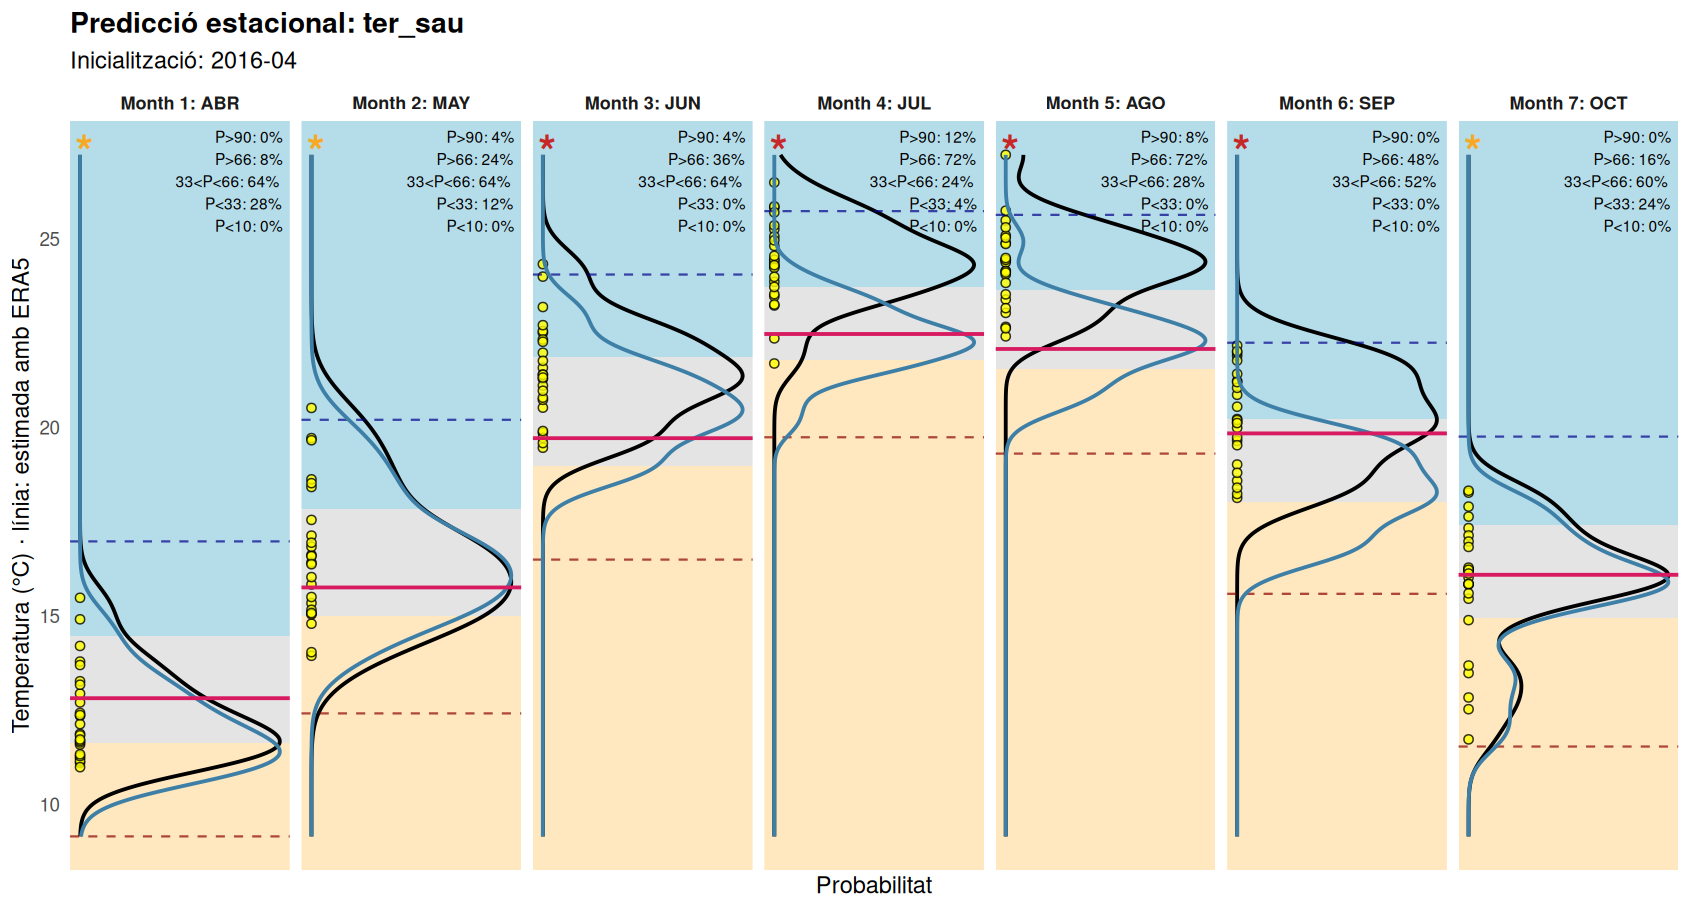 Predicció estacional: ter_sau
Inicialització: 2016-04
Month 1: ABR
Month 2: MAY
Month 3: JUN
Month 4: JUL
Month 5: AGO
Month 6: SEP
Month 7: OCT
*
P>90: 0%
P>66: 8%
33<P<66: 64%
P<33: 28%
P<10: 0%
*
P>90: 4%
P>66: 24%
33<P<66: 64%
P<33: 12%
P<10: 0%
*
P>90: 4%
P>66: 36%
33<P<66: 64%
P<33: 0%
P<10: 0%
*
P>90: 12%
P>66: 72%
33<P<66: 24%
P<33: 4%
P<10: 0%
*
P>90: 8%
P>66: 72%
33<P<66: 28%
P<33: 0%
P<10: 0%
*
P>90: 0%
P>66: 48%
33<P<66: 52%
P<33: 0%
P<10: 0%
*
P>90: 0%
P>66: 16%
33<P<66: 60%
P<33: 24%
P<10: 0%
25
20
15
10
Temperatura (°C) · línia: estimada amb ERA5
Probabilitat